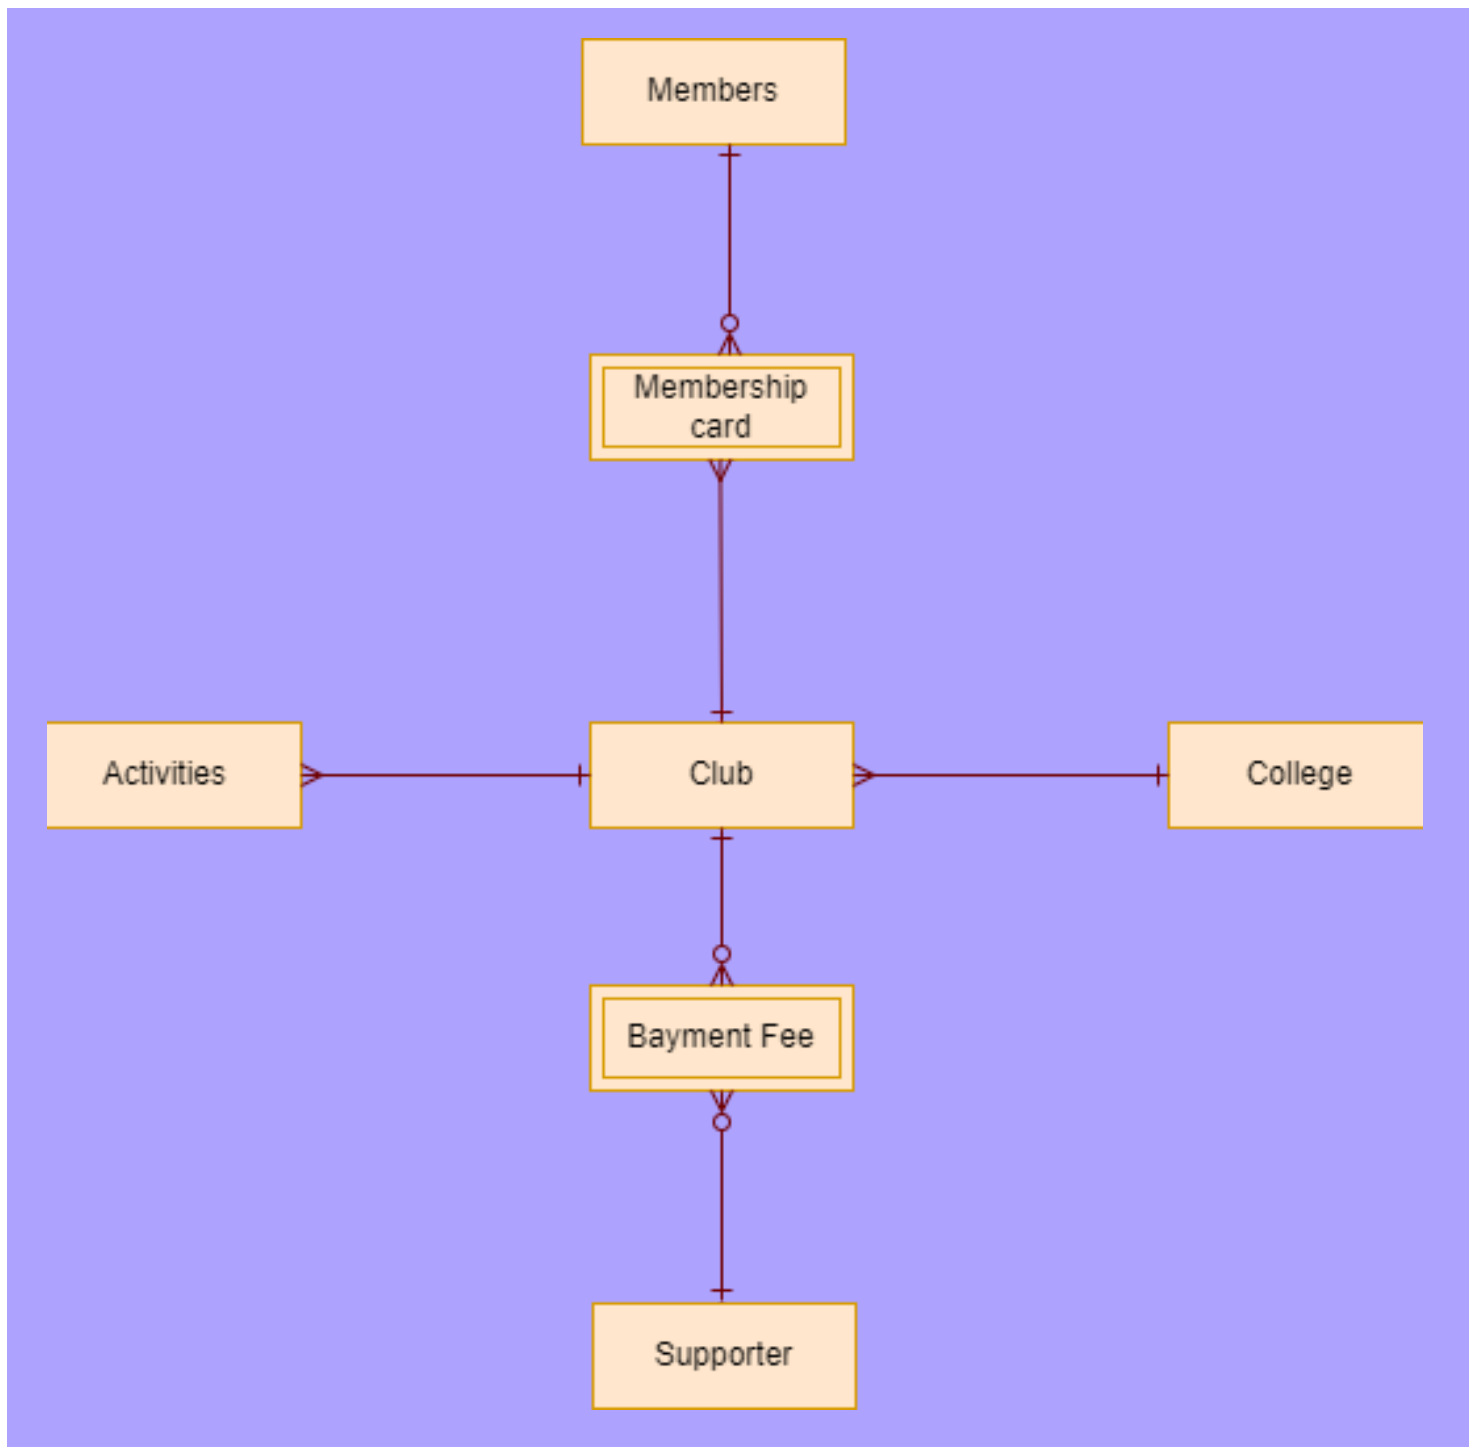 Members
Membership
card
Activities
Club
College
Bayment Fee
Supporter